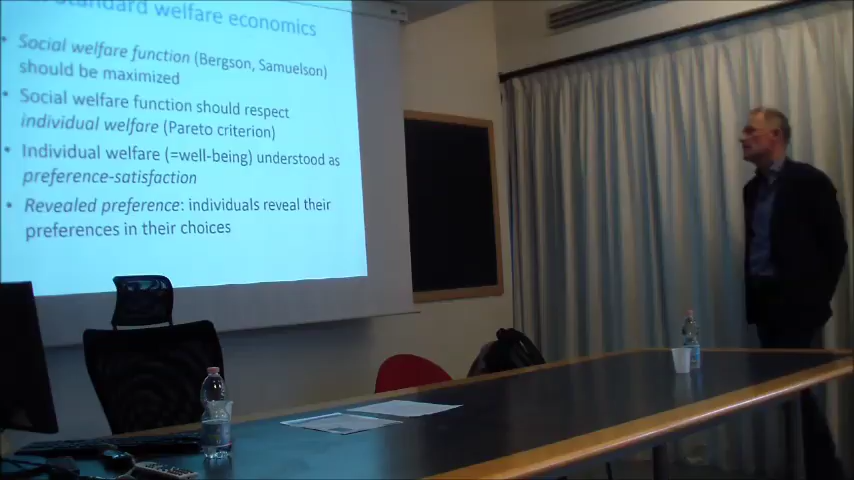 Standard welfare economics
• Social welfare function (Bergson, Samuelson)
should be maximized
• Social welfare function should respect
individual welfare (Pareto criterion)
• Individual welfare (=well-being) understood as
preference-satisfaction
• Revealed preference: individuals reveal their
preferences in their choices